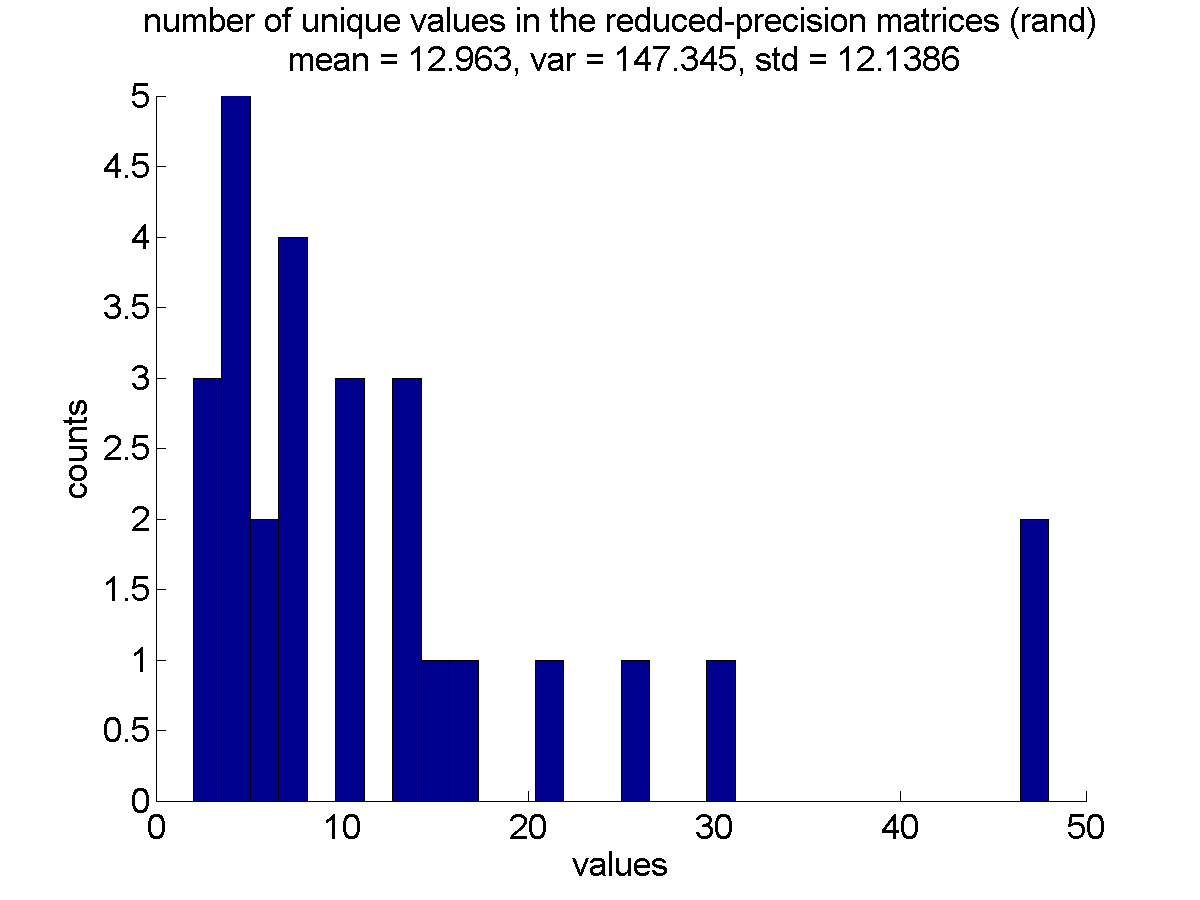 number of unique values in the reduced-precision matrices (rand)
mean = 12.963, var = 147.345, std = 12.1386
5
4.5
4
3.5
3
2.5
2
1.5
1
0.5
0
counts
0 10 20 30 40 50
values